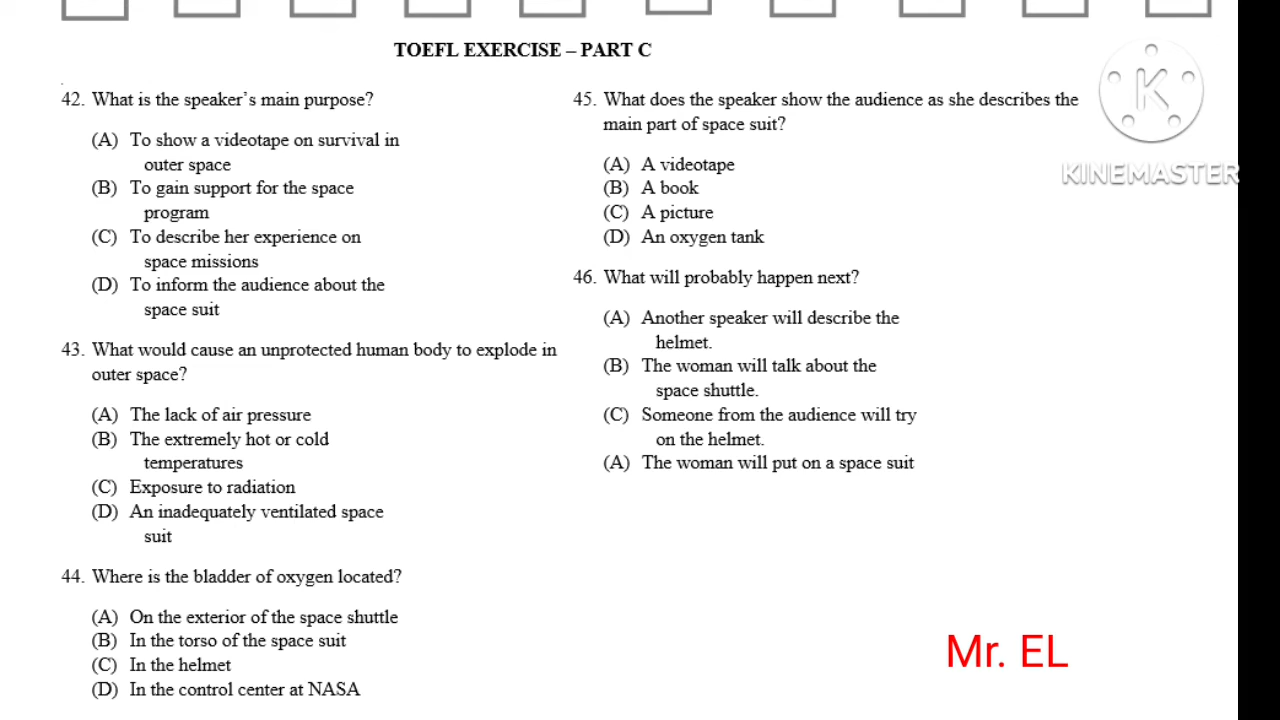 TOEFL EXERCISE – PART C
42. What is the speaker's main purpose?
(A) To show a videotape on survival in
outer space
(B) To gain support for the space
program
(C) To describe her experience on
space missions
(D) To inform the audience about the
space suit
43. What would cause an unprotected human body to explode in
outer space?
(A) The lack of air pressure
(B) The extremely hot or cold
temperatures
(C) Exposure to radiation
(D) An inadequately ventilated space
suit
44. Where is the bladder of oxygen located?
(A) On the exterior of the space shuttle
(B) In the torso of the space suit
(C) In the helmet
(D) In the control center at NASA
45. What does the speaker show the audience as she describes the
main part of space suit?
(A) A videotape
(B) A book
(C) A picture
(D) An oxygen tank
46. What will probably happen next?
(A) Another speaker will describe the
helmet.
(B) The woman will talk about the
space shuttle.
(C) Someone from the audience will try
on the helmet.
(A) The woman will put on a space suit
K
KINEMASTER
Mr. EL